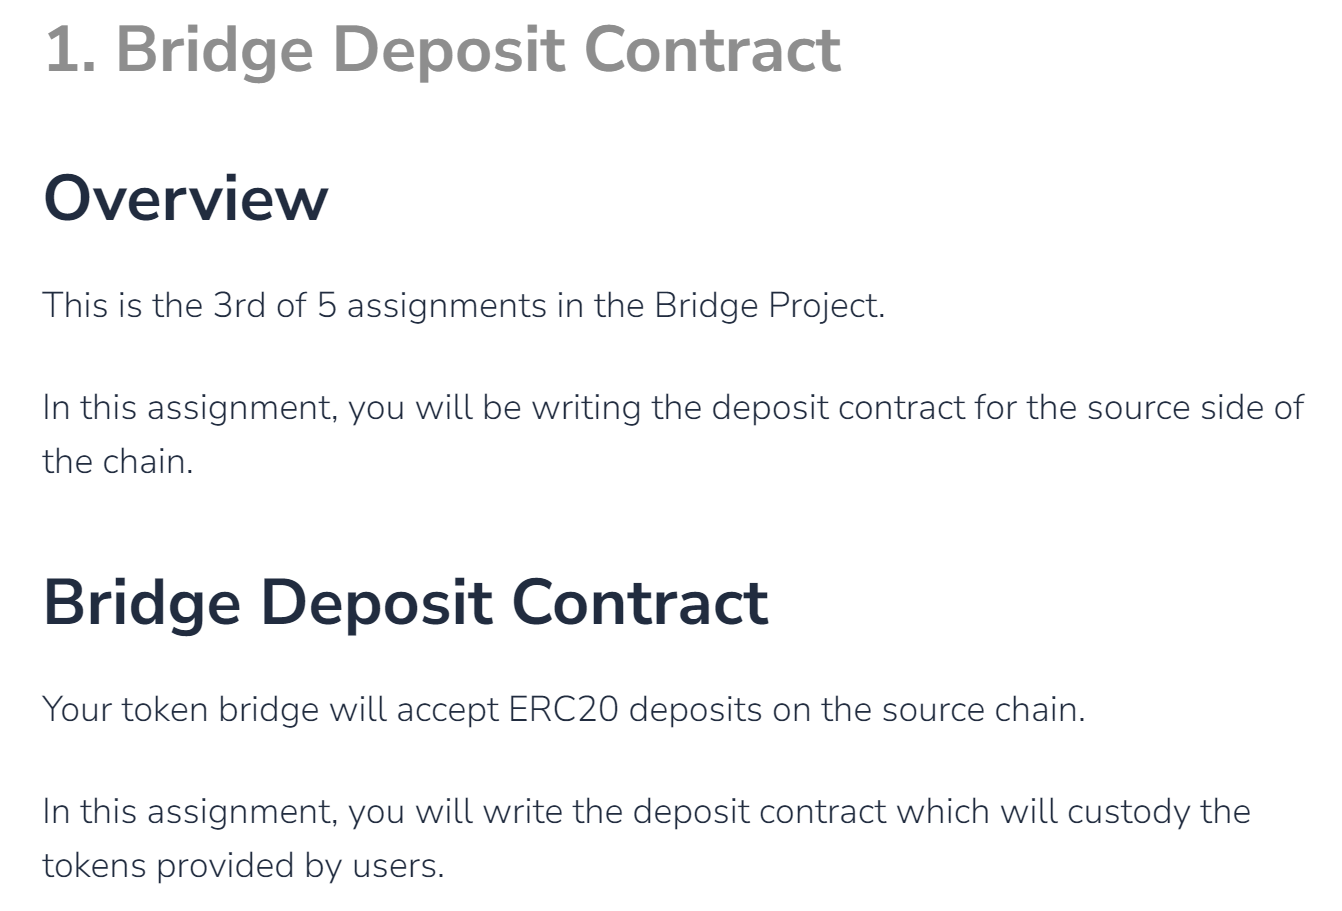 1. Bridge Deposit Contract
Overview
This is the 3rd of 5 assignments in the Bridge Project.
In this assignment, you will be writing the deposit contract for the source side of
the chain.
Bridge Deposit Contract
Your token bridge will accept ERC20 deposits on the source chain.
In this assignment, you will write the deposit contract which will custody the
tokens provided by users.